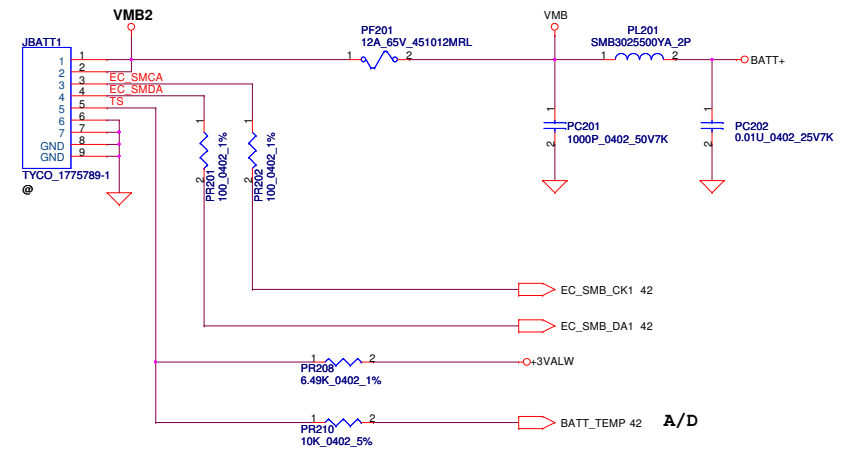 VMB2
JBATT1
1
2
3
4
5
6
7
GND
GND
1
2
3
4
5
6
7
8
9
EC_SMCA
EC_SMDA
TS
TYCO_1775789-1
@
PF201
12A_65V_451012MRL
1
2
VMB
PL201
SMB3025500YA_2P
1
2
BATT+
1
2
PC201
1000P_0402_50V7K
1
2
PC202
0.01U_0402_25V7K
1
2
PR201
100_0402_1%
1
2
PR202
100_0402_1%
EC_SMB_CK1 42
EC_SMB_DA1 42
1
2
PR208
6.49K_0402_1%
+3VALW
1
2
PR210
10K_0402_5%
BATT_TEMP 42
A/D